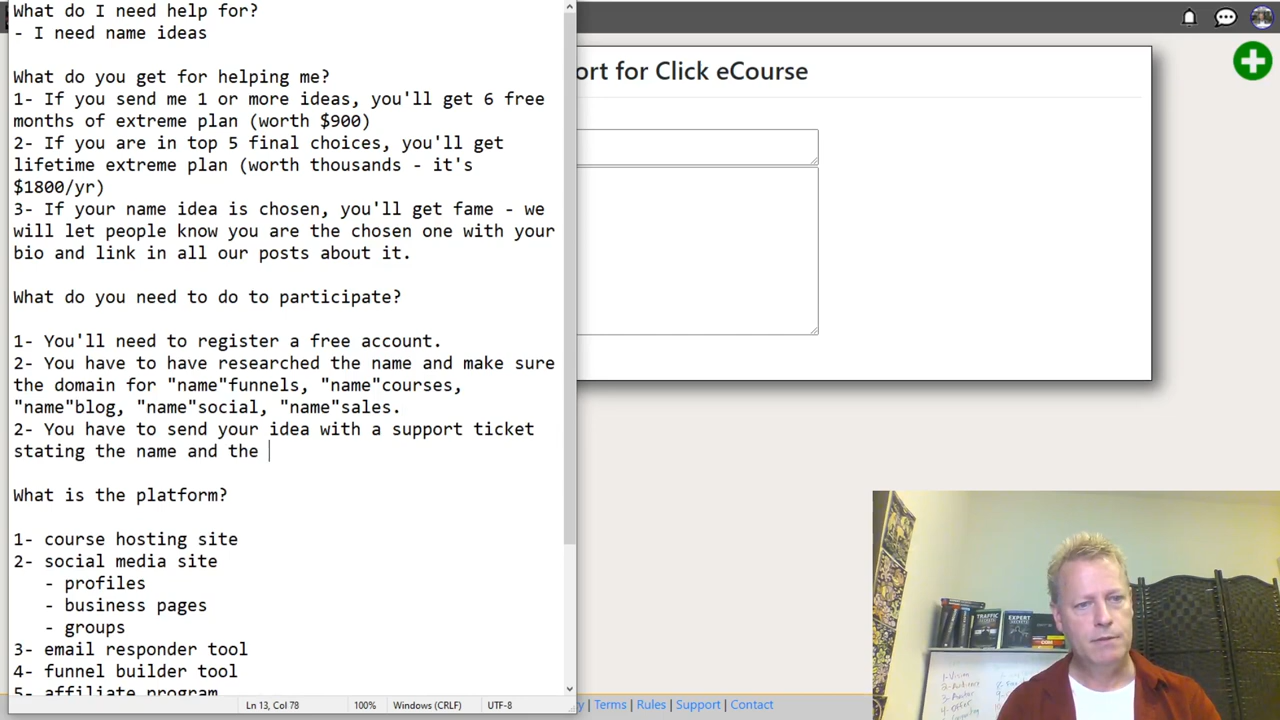 What do I need help for?
- I need name ideas
What do you get for helping me?
1- If you send me 1 or more ideas, you'll get 6 free
months of extreme plan (worth $900)
2- If you are in top 5 final choices, you'll get
lifetime extreme plan (worth thousands - it's
$1800/yr)
3- If your name idea is chosen, you'll get fame - we
will let people know you are the chosen one with your
bio and link in all our posts about it.
What do you need to do to participate?
1- You'll need to register a free account.
2- You have to have researched the name and make sure
the domain for "name"funnels, "name"courses,
"name"blog, "name"social, "name"sales.
2- You have to send your idea with a support ticket
stating the name and the
What is the platform?
1- course hosting site
2- social media site
- profiles
- business pages
- groups
3- email responder tool
4- funnel builder tool
5- affiliate program
Ln 13, Col 78 100% Windows (CRLF) UTF-8
ort for Click eCourse
y | Terms | Rules | Support | Contact
TRAFFIC
EXPERT
SECRETS